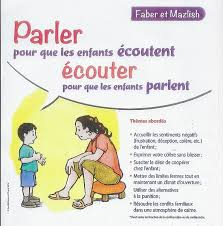 Faber et Mazlish
Parler
pour que les enfants écoutent
écouter
pour que les enfants parlent
Thèmes abordés
• Accueillir les sentiments négatifs
(frustration, déception, colère, etc.)
de l'enfant;
• Exprimer votre colère sans blesser;
• Susciter le désir de coopérer
chez l'enfant;
• Mettre des limites fermes tout en
maintenant un climat d'ouverture;
• Utiliser des alternatives
à la punition;
• Résoudre les conflits familiaux
dans une atmosphère de calme.